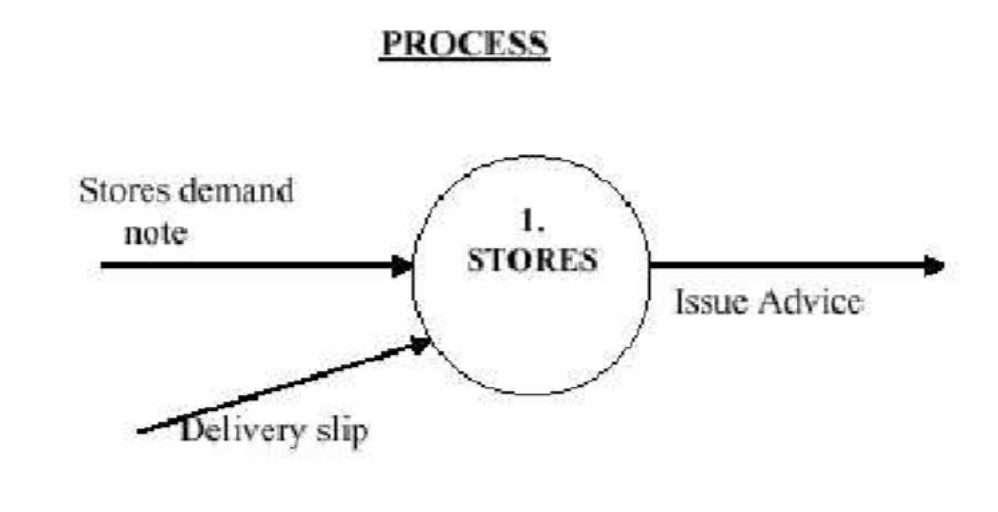 PROCESS
Stores demand
note
1.
STORES
Issue Advice
Delivery slip